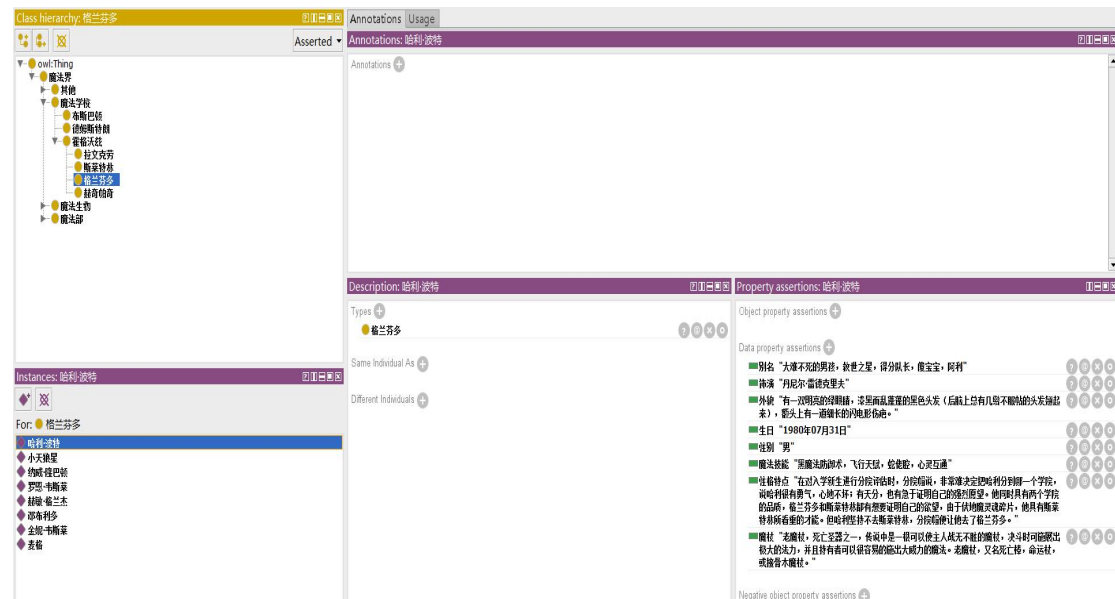 Class hierarchy: 格兰芬多
Asserted
owl:Thing
魔法界
其他
魔法学校
布斯巴顿
德姆斯特朗
霍格沃兹
拉文克劳
斯莱特林
格兰芬多
赫奇帕奇
魔法生物
魔法部
Instances: 哈利·波特
For: 格兰芬多
哈利·波特
小天狼星
纳威·隆巴顿
罗恩·韦斯莱
赫敏·格兰杰
邓布利多
金妮·韦斯莱
麦格
Annotations Usage
Annotations: 哈利·波特
Annotations
Description: 哈利·波特
Types
格兰芬多
Same Individual As
Different Individuals
Property assertions: 哈利·波特
Object property assertions
Data property assertions
别名 "大难不死的男孩，救世之星，得分队长，傻宝宝，阿利"
饰演 "丹尼尔·雷德克里夫"
外貌 "有一双明亮的绿眼睛，漆黑而乱蓬蓬的黑色头发（后脑上总有几绺不服帖的头发翘起
来），额头上有一道细长的闪电形伤疤。"
生日 "1980年07月31日"
性别 "男"
魔法技能 "黑魔法防御术，飞行天赋，蛇佬腔，心灵互通"
性格特点 "在对入学新生进行分院评估时，分院帽说，非常难决定把哈利分到哪一个学院，
说哈利很有勇气，心地不坏；有天分，也有急于证明自己的强烈愿望。他同时具有两个学院
的品质，格兰芬多和斯莱特林都有想要证明自己的欲望，由于伏地魔灵魂碎片，他具有斯莱
特林所看重的才能。但哈利坚持不去斯莱特林，分院帽便让他去了格兰芬多。"
魔杖 "老魔杖，死亡圣器之一，传说中是一根可以使主人战无不胜的魔杖，决斗时可施展出
极大的法力，并且持有者可以很容易的施出大威力的魔法。老魔杖，又名死亡棒，命运杖，
或接骨木魔杖。"
Negative object property assertions